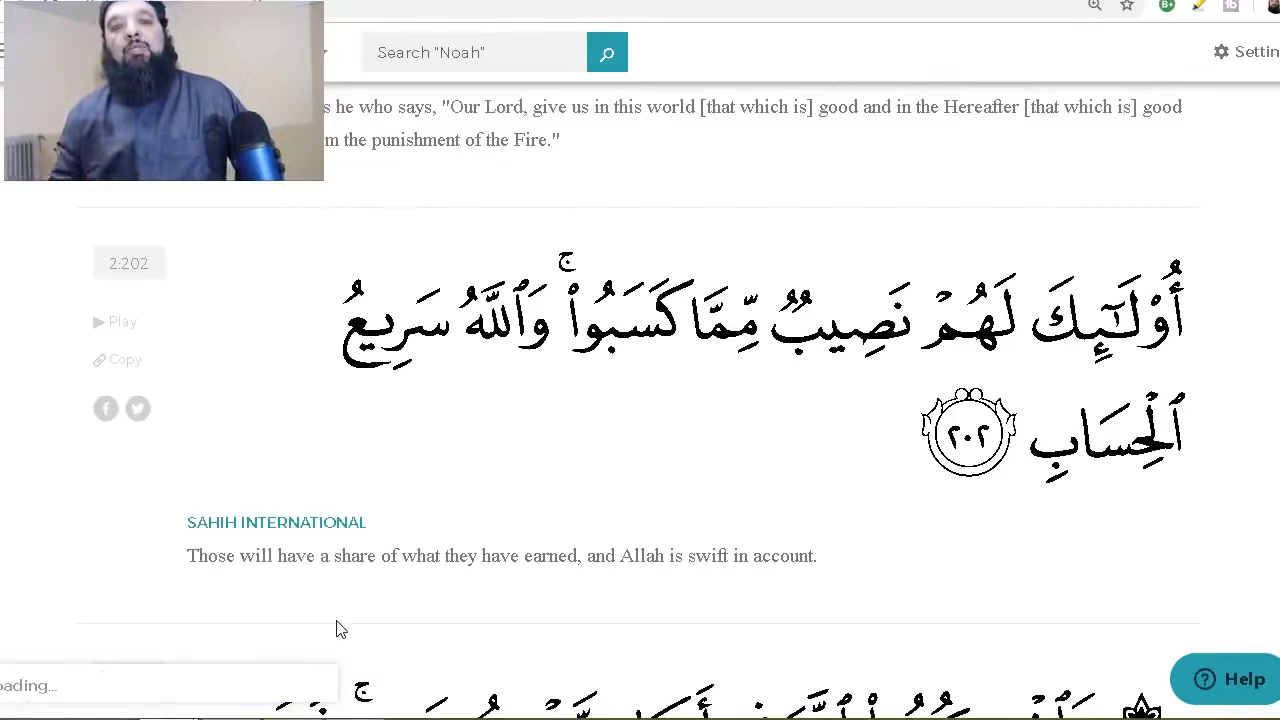 Search "Noah"
Settin
s he who says, "Our Lord, give us in this world [that which is] good and in the Hereafter [that which is] good
m the punishment of the Fire."
2:202
Play
Copy
أُو۟لَـٰٓئِكَ لَهُمْ نَصِيبٌ مِّمَّا كَسَبُوا۟ ۚ وَٱللَّهُ سَرِيعُ
ٱلْحِسَابِ ٢٠٢
SAHIH INTERNATIONAL
Those will have a share of what they have earned, and Allah is swift in account.
oading...
Help